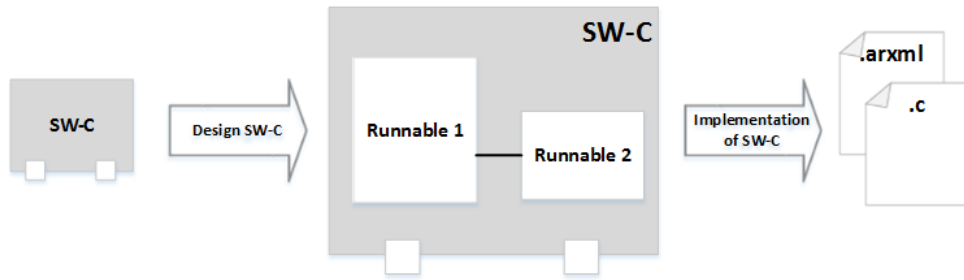 SW-C
Design SW-C
SW-C
Runnable 1
Runnable 2
Implementation
of SW-C
.arxml
.c